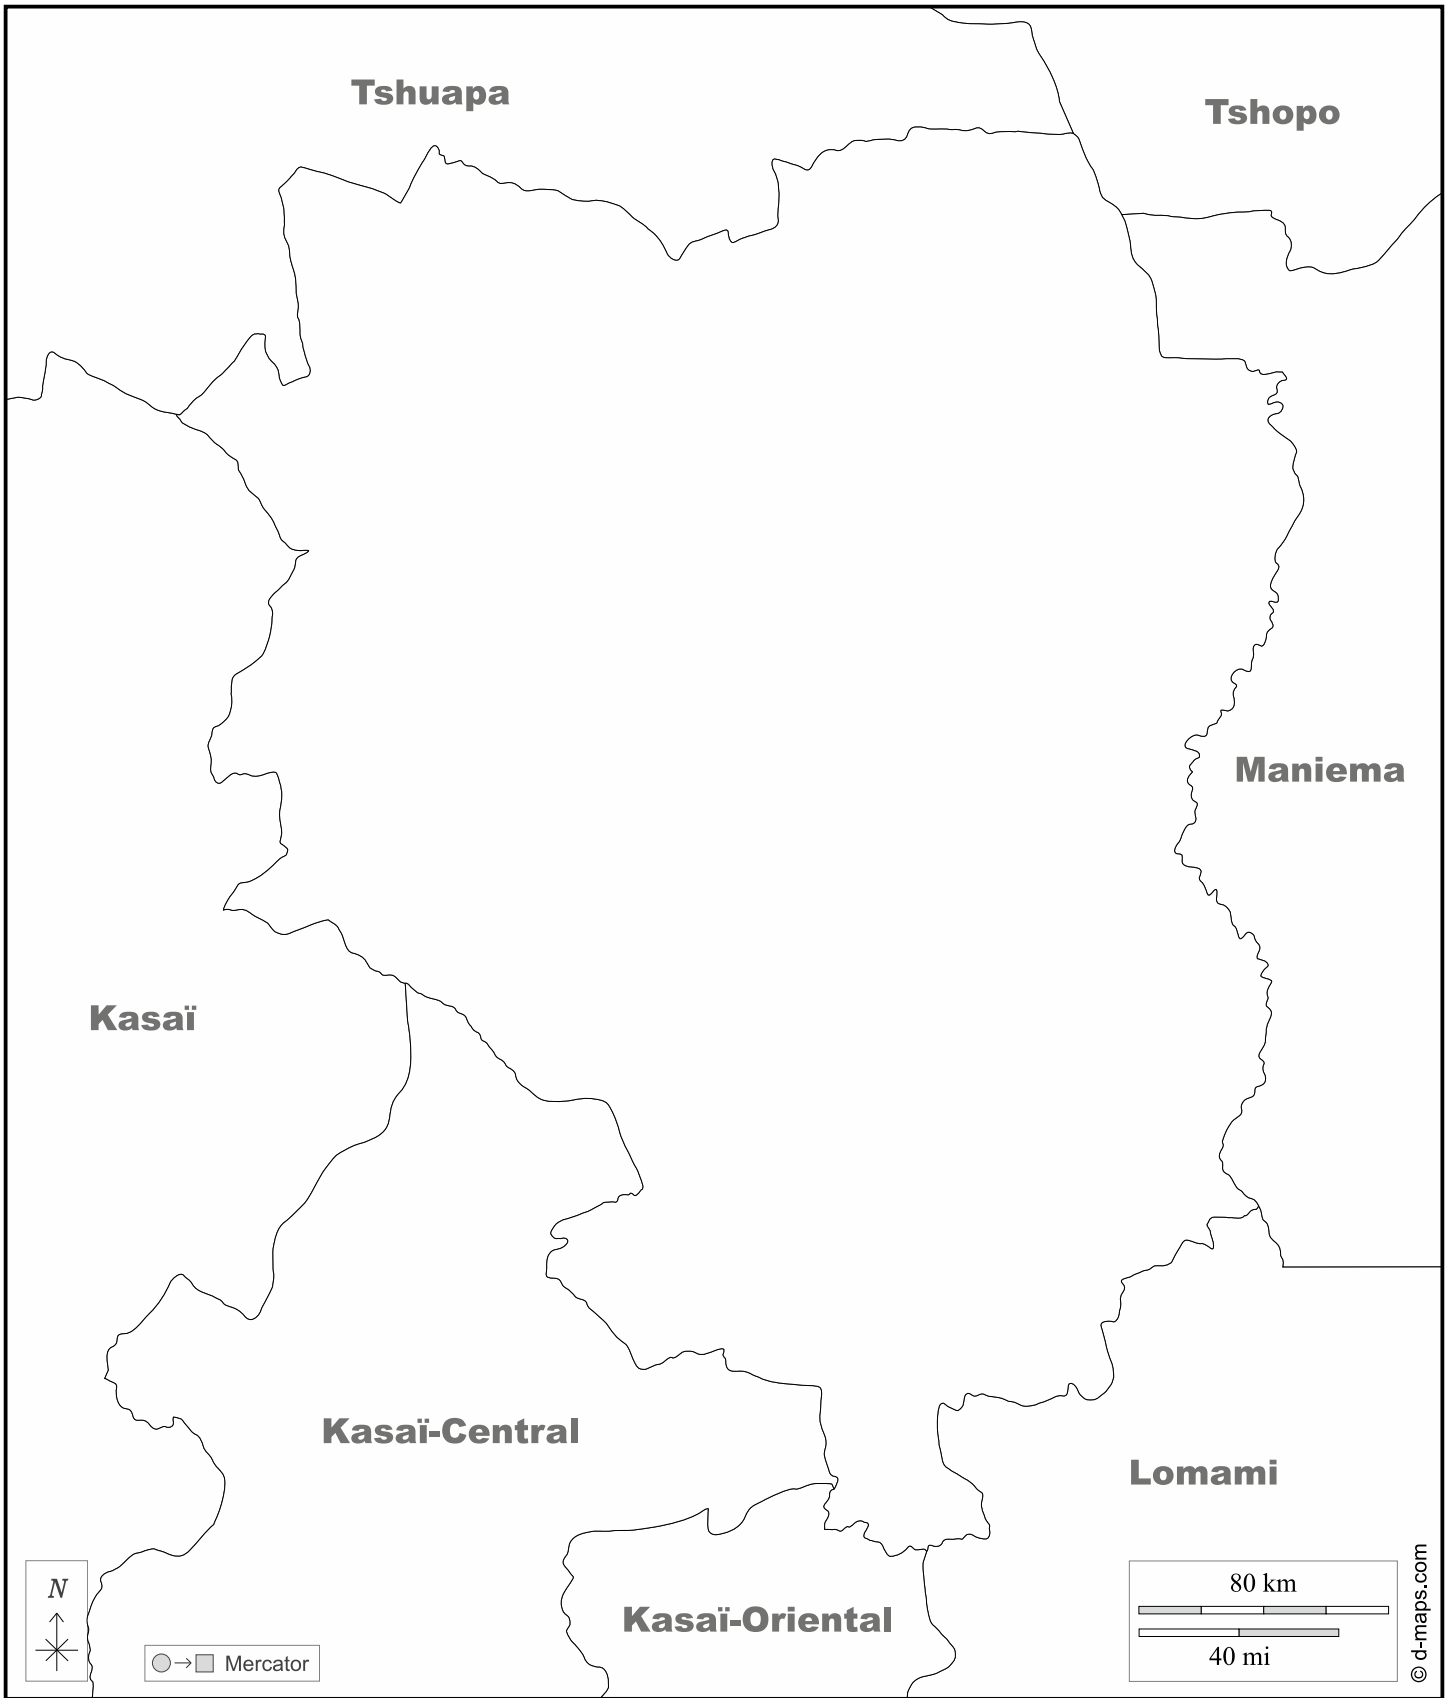 Tshuapa
Tshopo
Maniema
Kasaï
Kasaï-Central
Lomami
Kasaï-Oriental
N
Mercator
80 km
40 mi
© d-maps.com